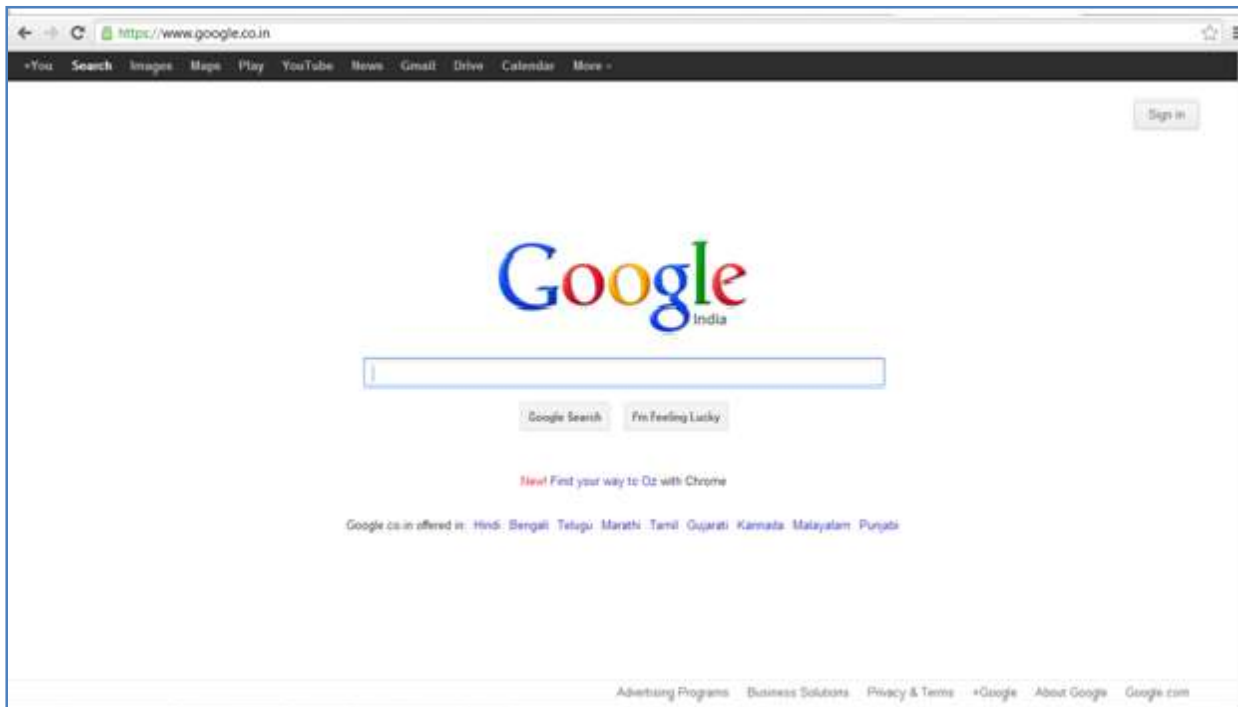 https://www.google.co.in
+You Search Images Maps Play YouTube News Gmail Drive Calendar More
Sign in
Google
India
Google Search I'm Feeling Lucky
New! Find your way to Oz with Chrome
Google.co.in offered in: Hindi Bengali Telugu Marathi Tamil Gujarati Kannada Malayalam Punjabi
Advertising Programs Business Solutions Privacy & Terms +Google About Google Google.com